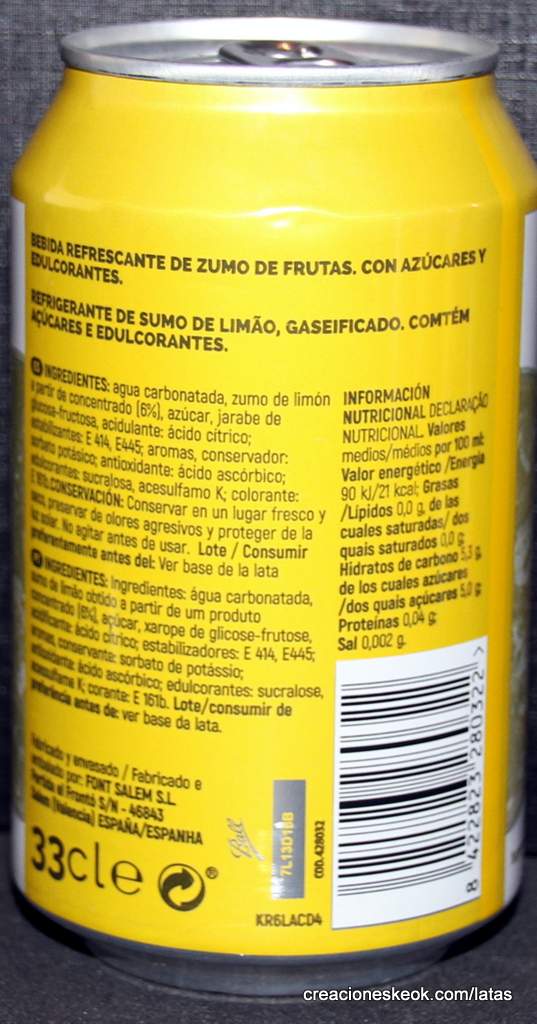 BEBIDA REFRESCANTE DE ZUMO DE FRUTAS. CON AZÚCARES Y
EDULCORANTES.
REFRIGERANTE DE SUMO DE LIMÃO, GASEIFICADO. COMTÉM
AÇÚCARES E EDULCORANTES.
ES INGREDIENTES: agua carbonatada, zumo de limón
a partir de concentrado (6%), azúcar, jarabe de
glucosa-fructosa, acidulante: ácido cítrico;
estabilizantes: E 414, E445; aromas, conservador:
sorbato potásico; antioxidante: ácido ascórbico;
edulcorantes: sucralosa, acesulfamo K; colorante:
E 161b. CONSERVACIÓN: Conservar en un lugar fresco y
seco, preservar de olores agresivos y proteger de la
luz solar. No agitar antes de usar. Lote / Consumir
preferentemente antes del: Ver base de la lata
PT INGREDIENTES: Ingredientes: água carbonatada,
sumo de limão obtido a partir de um produto
concentrado (6%), açúcar, xarope de glicose-frutose,
acidificante: ácido cítrico; estabilizadores: E 414, E445;
aromas, conservante: sorbato de potássio;
antioxidante: ácido ascórbico; edulcorantes: sucralose,
acesulfame K; corante: E 161b. Lote/consumir de
preferência antes de: ver base da lata.
INFORMACIÓN
NUTRICIONAL DECLARAÇÃO
NUTRICIONAL. Valores
medios/médios por 100 ml:
Valor energético /Energia
90 kJ/21 kcal; Grasas
/Lípidos 0,0 g, de las
cuales saturadas/ dos
quais saturados 0,0 g;
Hidratos de carbono 5,3 g,
de los cuales azúcares
/dos quais açúcares 5,0 g;
Proteínas 0,04 g;
Sal 0,002 g.
Fabricado y envasado / Fabricado e
embalado por: FONT SALEM S.L.
Partida el Frontó S/N - 46843
Salem (Valencia) ESPAÑA/ESPANHA
33cl e
®
Ball
7L13D18B
COD.428032
KR6LACD4
8 422823 280322 >
creacioneskeok.com/latas